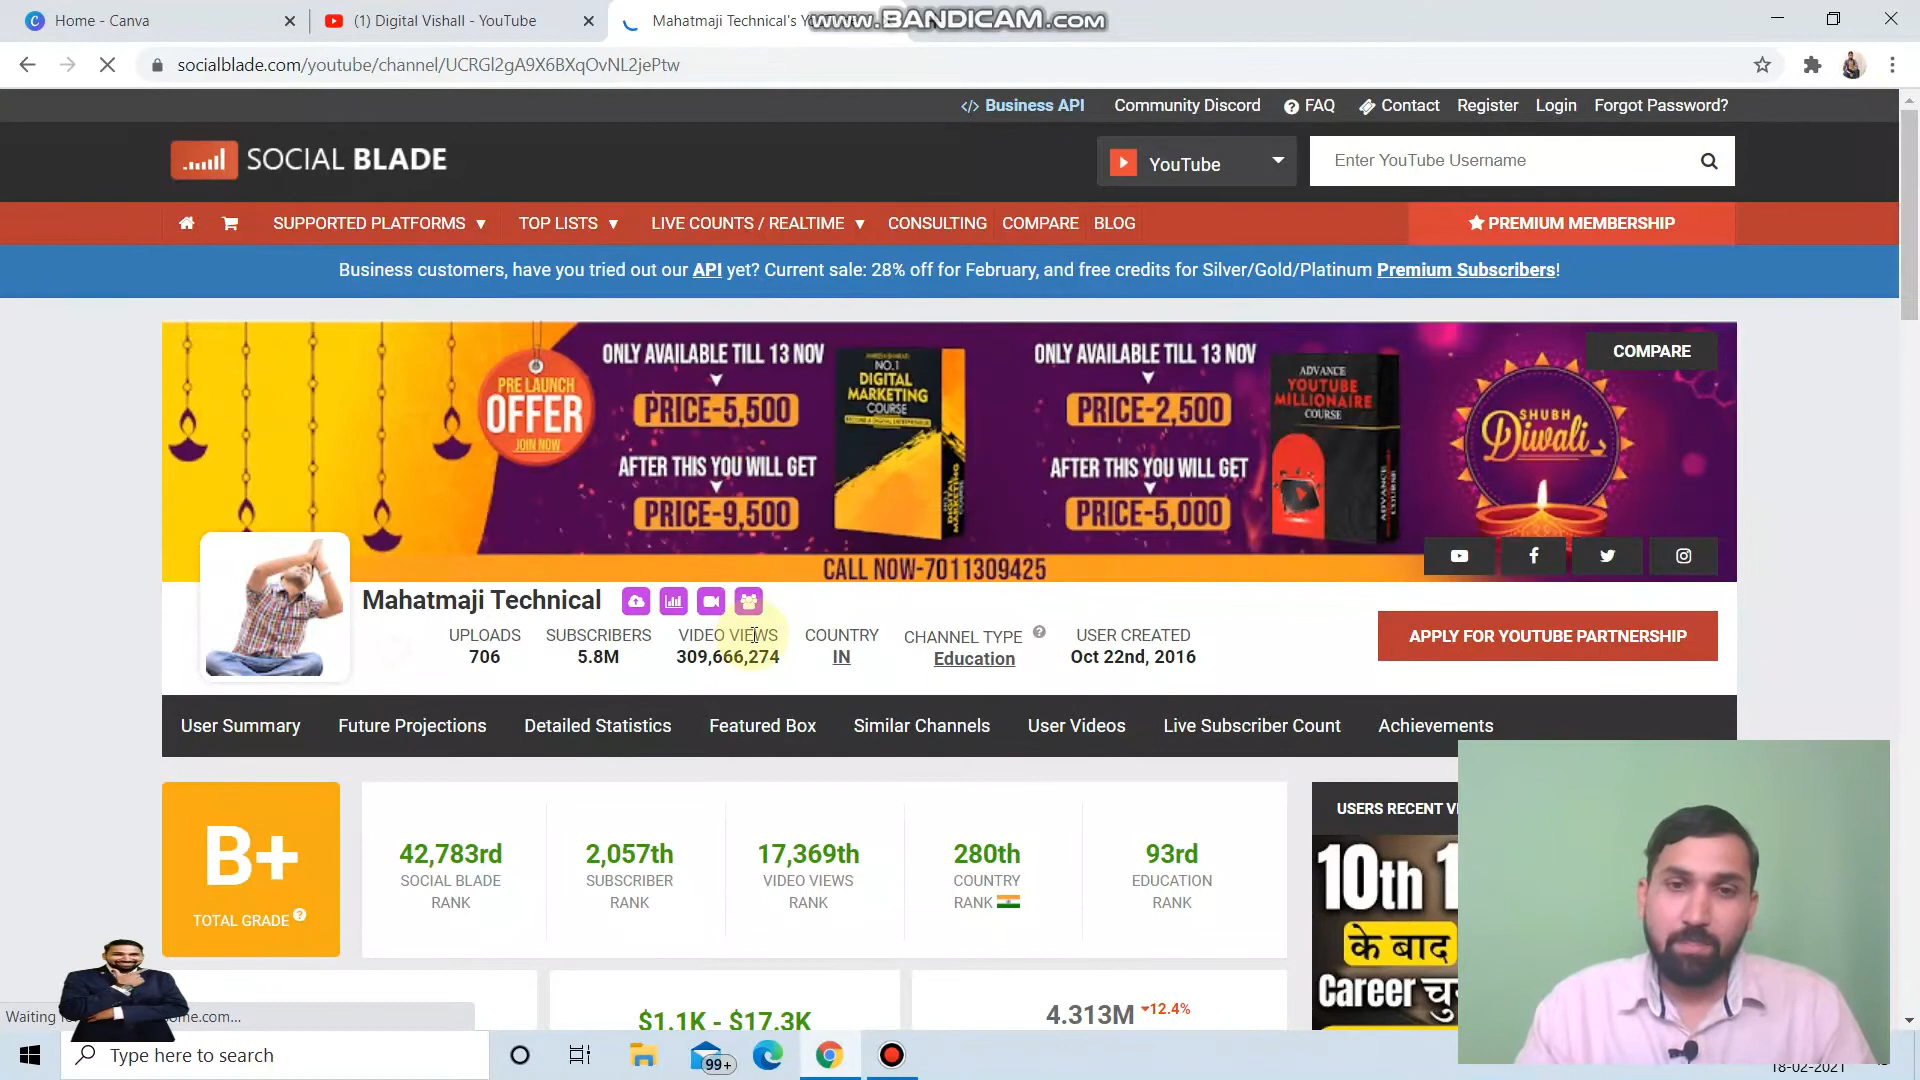 Home - Canva
(1) Digital Vishall - YouTube
Mahatmaji Technical's
www.BANDICAM.com
socialblade.com/youtube/channel/UCRGl2gA9X6BXqOvNL2jePtw
Business API Community Discord FAQ Contact Register Login Forgot Password?
SOCIAL BLADE
YouTube
Enter YouTube Username
SUPPORTED PLATFORMS TOP LISTS LIVE COUNTS / REALTIME CONSULTING COMPARE BLOG PREMIUM MEMBERSHIP
Business customers, have you tried out our API yet? Current sale: 28% off for February, and free credits for Silver/Gold/Platinum Premium Subscribers!
PRE LAUNCH
OFFER
JOIN NOW
ONLY AVAILABLE TILL 13 NOV
PRICE-5,500
AFTER THIS YOU WILL GET
PRICE-9,500
NO.1
DIGITAL
MARKETING
COURSE
ONLY AVAILABLE TILL 13 NOV
PRICE-2,500
AFTER THIS YOU WILL GET
PRICE-5,000
ADVANCE
YOUTUBE
MILLIONAIRE
COURSE
COMPARE
SHUBH
Diwali
CALL NOW-7011309425
Mahatmaji Technical
UPLOADS
706
SUBSCRIBERS
5.8M
VIDEO VIEWS
309,666,274
COUNTRY
IN
CHANNEL TYPE
Education
USER CREATED
Oct 22nd, 2016
APPLY FOR YOUTUBE PARTNERSHIP
User Summary Future Projections Detailed Statistics Featured Box Similar Channels User Videos Live Subscriber Count Achievements
B+
TOTAL GRADE
42,783rd
SOCIAL BLADE
RANK
2,057th
SUBSCRIBER
RANK
17,369th
VIDEO VIEWS
RANK
280th
COUNTRY
RANK
93rd
EDUCATION
RANK
USERS RECENT
10th
के बाद
Career
$1.1K - $17.3K
4.313M 12.4%
Waiting
Type here to search
99+
18-02-2021